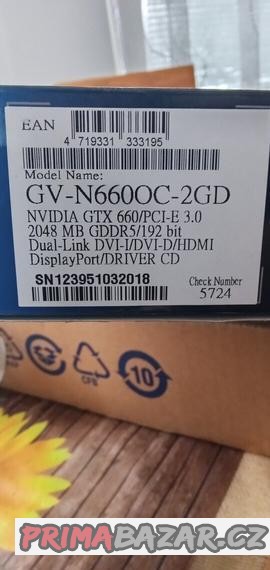 EAN
4 719331 333195
Model Name:
GV-N660OC-2GD
NVIDIA GTX 660/PCI-E 3.0
2048 MB GDDR5/192 bit
Dual-Link DVI-I/DVI-D/HDMI
DisplayPort/DRIVER CD
SN123951032018
Check Number
5724
CFB
10
PRIMABAZAR.CZ